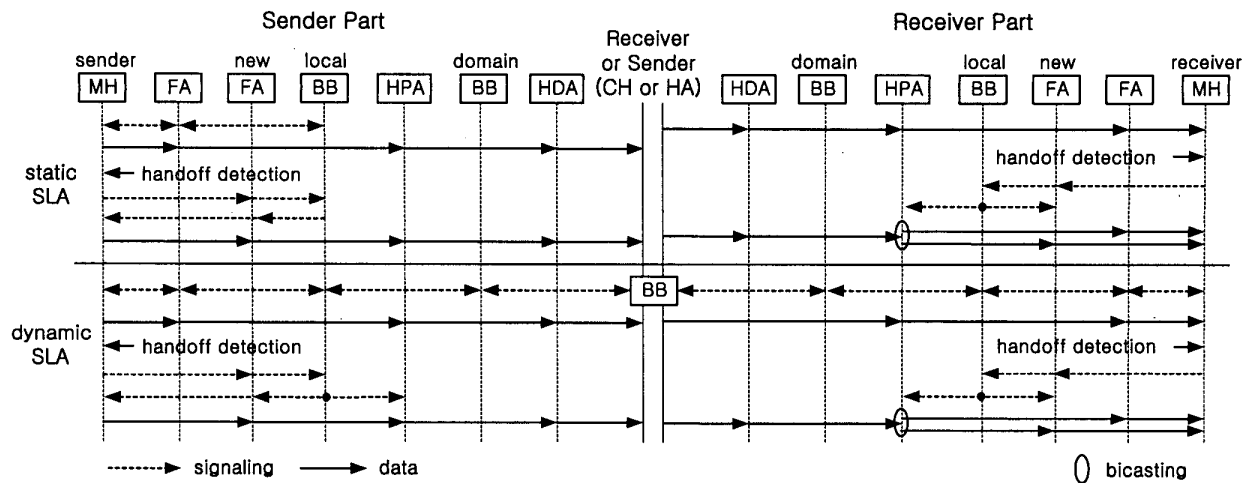 Sender Part
Receiver Part
Receiver
or Sender
(CH or HA)
sender
new
local
domain
domain
local
new
receiver
MH
FA
FA
BB
HPA
BB
HDA
HDA
BB
HPA
BB
FA
FA
MH
static
SLA
handoff detection
handoff detection
BB
dynamic
SLA
handoff detection
handoff detection
signaling
data
bicasting